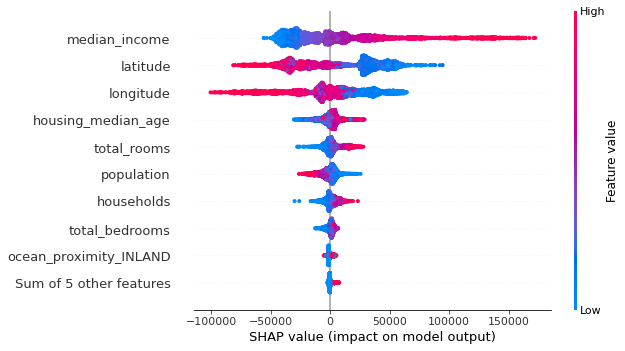 High
median_income
latitude
longitude
housing_median_age
total_rooms
population
households
total_bedrooms
ocean_proximity_INLAND
Sum of 5 other features
Feature value
Low
−100000 −50000 0 50000 100000 150000
SHAP value (impact on model output)